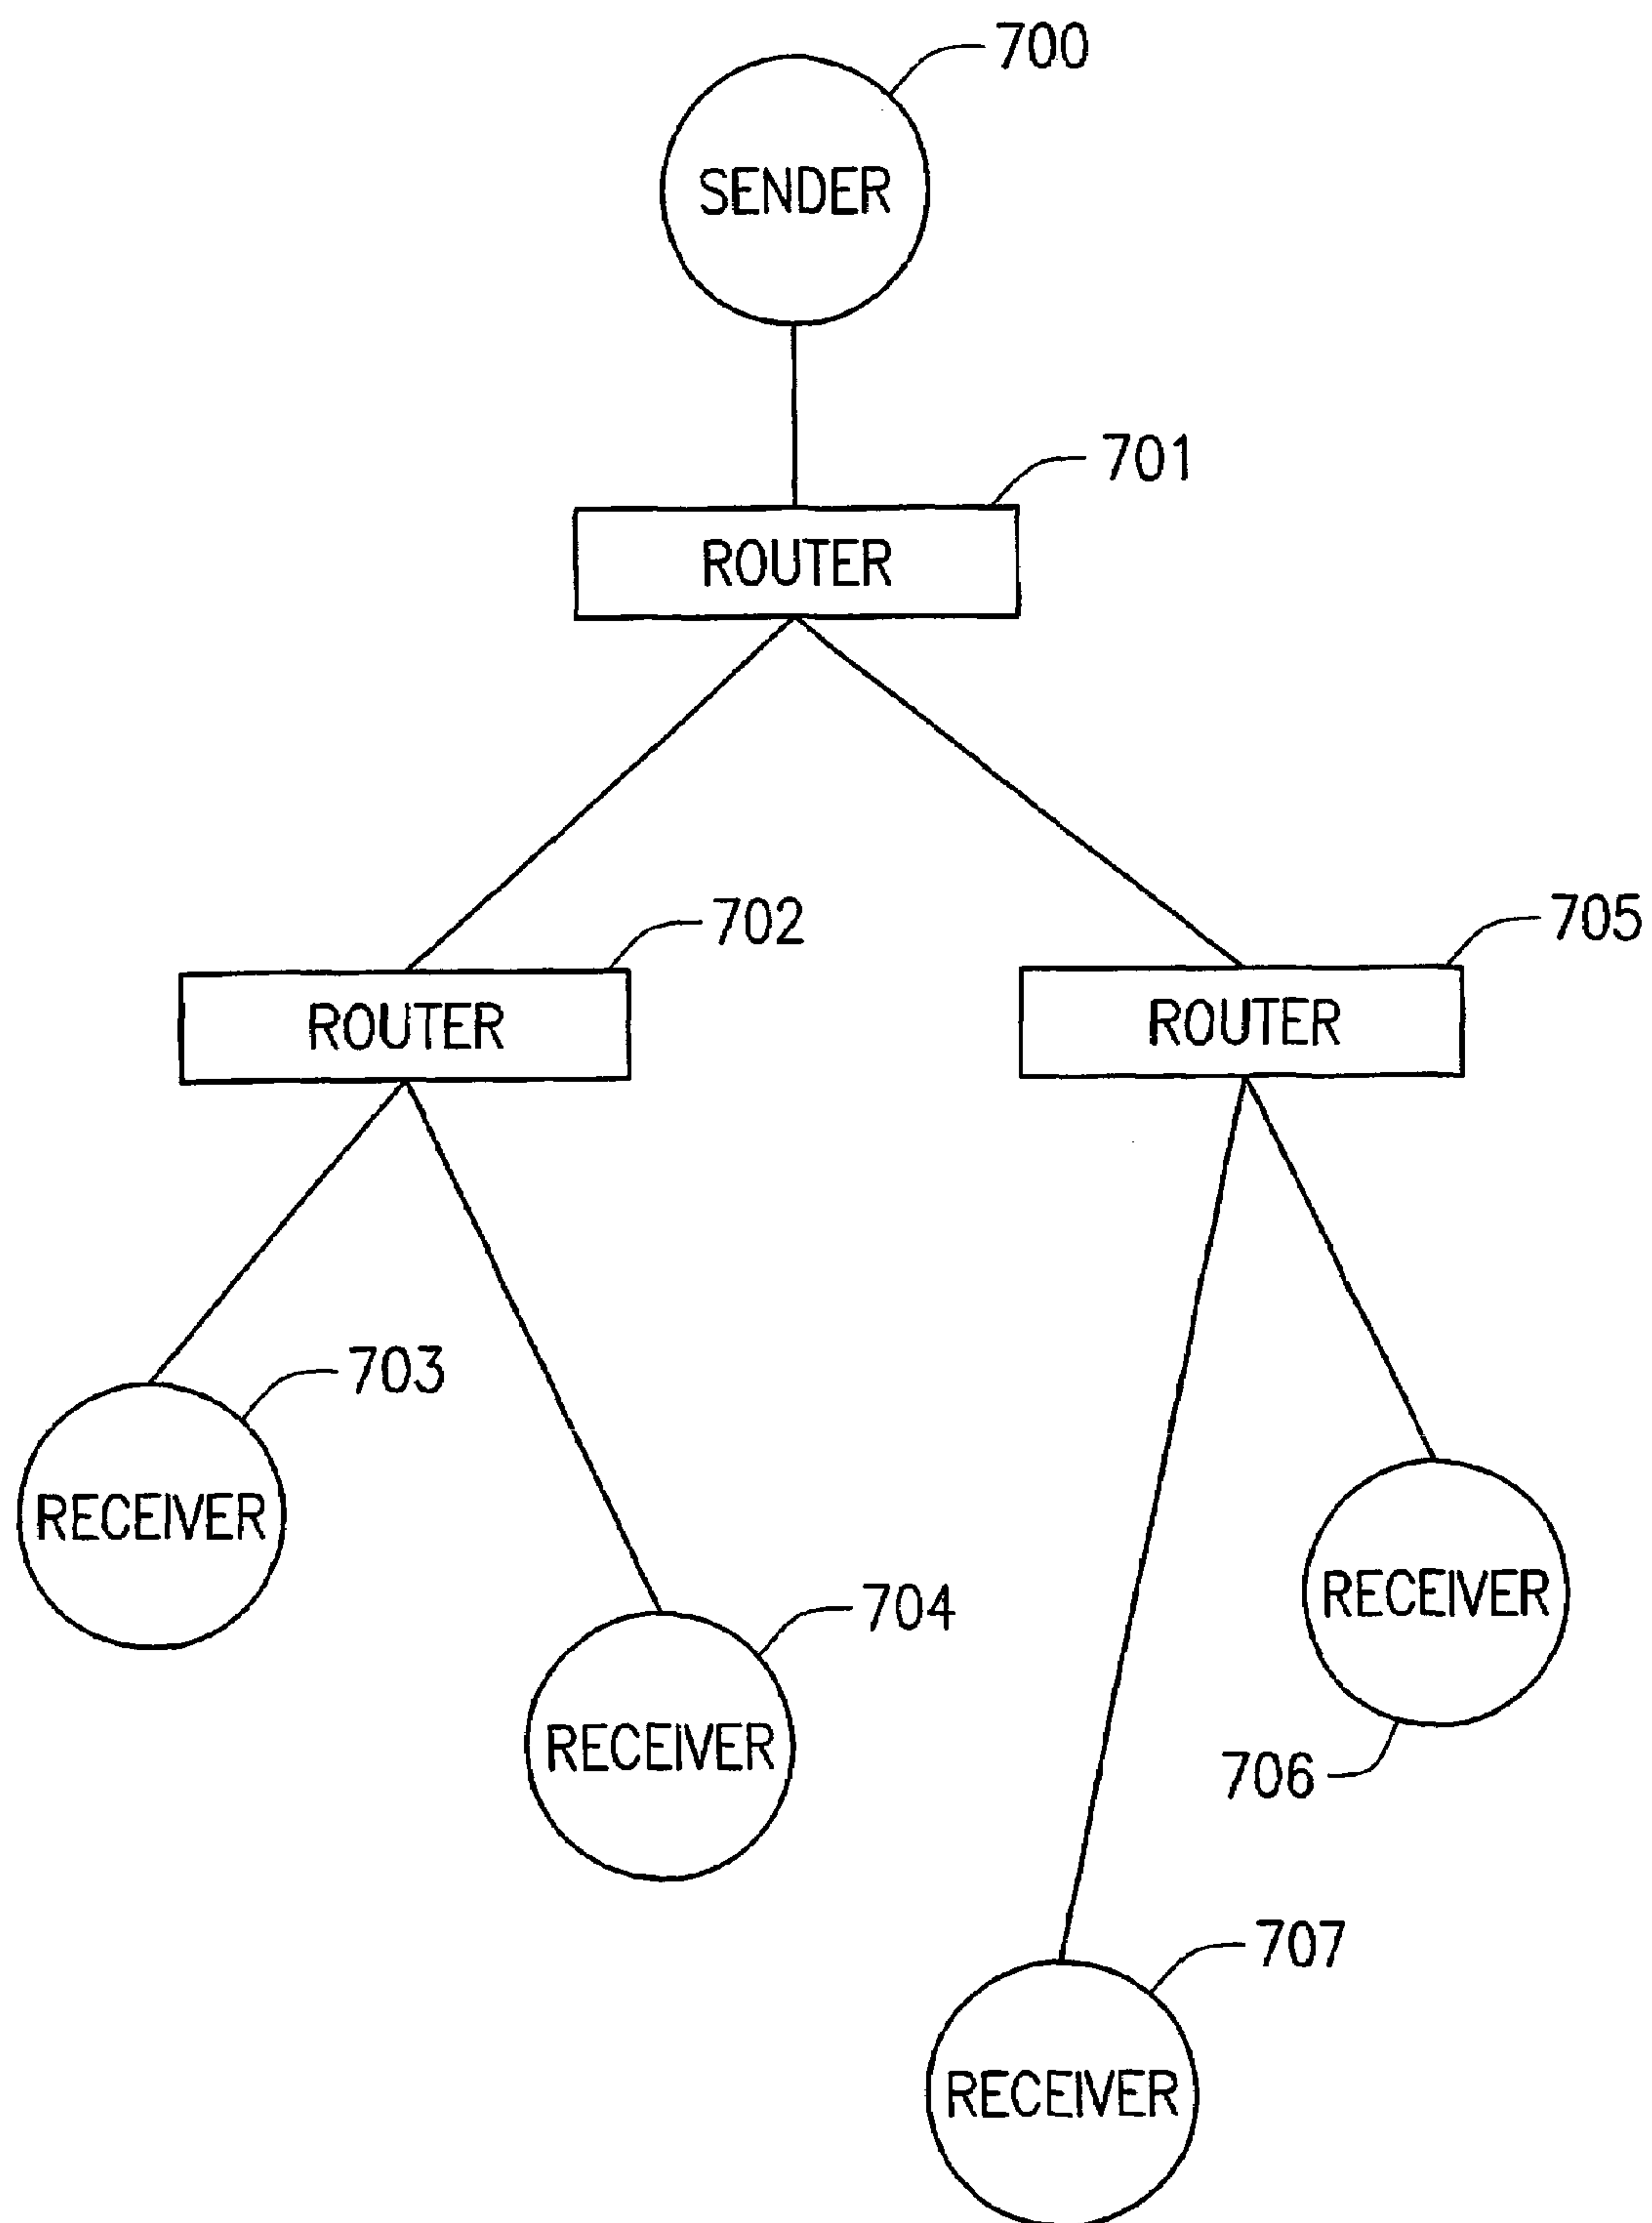 700
SENDER
701
ROUTER
702
705
ROUTER
ROUTER
703
RECEIVER
704
RECEIVER
RECEIVER
706
707
RECEIVER